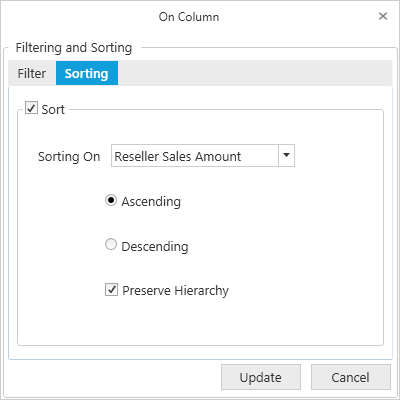 On Column
Filtering and Sorting
Filter Sorting
Sort
Sorting On Reseller Sales Amount
Ascending
Descending
Preserve Hierarchy
Update Cancel